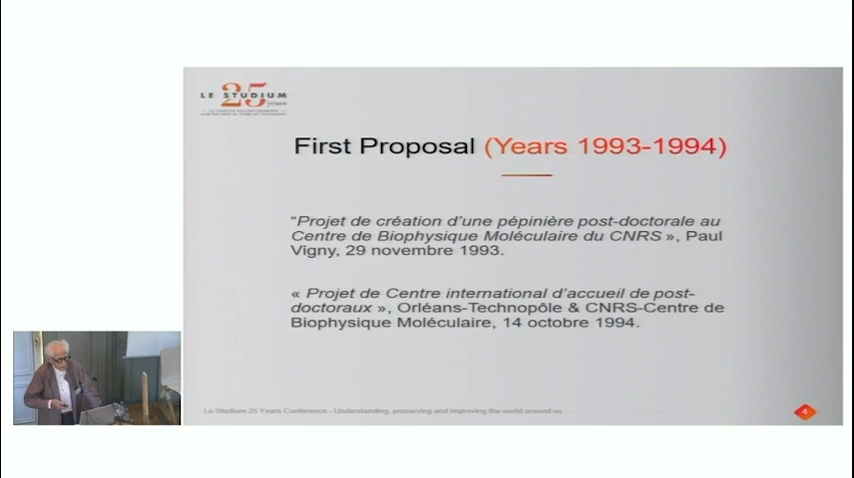 25
LE STUDIUM
years
First Proposal (Years 1993-1994)
“Projet de création d’une pépinière post-doctorale au
Centre de Biophysique Moléculaire du CNRS », Paul
Vigny, 29 novembre 1993.
« Projet de Centre international d’accueil de post-
doctoraux », Orléans-Technopôle & CNRS-Centre de
Biophysique Moléculaire, 14 octobre 1994.
Le Studium 25 Years Conference - Understanding, preserving and improving the world around us
4